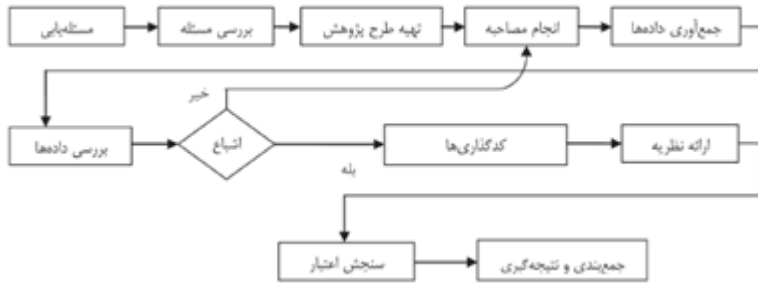 مسئله‌یابی
بررسی مسئله
تهیه طرح پژوهش
انجام مصاحبه
جمع‌آوری داده‌ها
خیر
بررسی داده‌ها
اشباع
کدگذاری‌ها
ارائه نظریه
بله
سنجش اعتبار
جمع‌بندی و نتیجه‌گیری